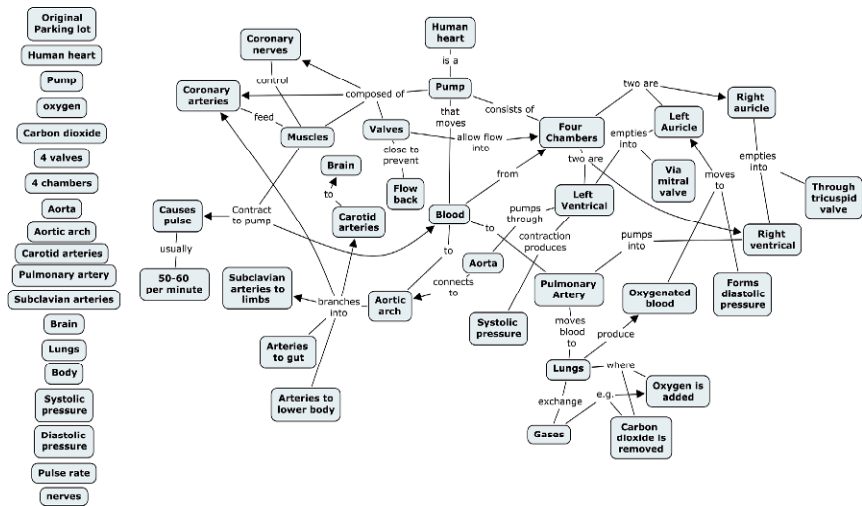 Original
Parking lot
Human heart
Pump
oxygen
Carbon dioxide
4 valves
4 chambers
Aorta
Aortic arch
Carotid arteries
Pulmonary artery
Subclavian arteries
Brain
Lungs
Body
Systolic
pressure
Diastolic
pressure
Pulse rate
nerves
Human
heart
is a
Pump
Coronary
nerves
control
Coronary
arteries
composed of
feed
Muscles
Valves
that
moves
consists of
allow flow
into
close to
prevent
Flow
back
Four
Chambers
two are
Right
auricle
Left
Auricle
empties
into
two are
Via
mitral valve
moves
to
empties
into
Through
tricuspid
valve
Brain
to
Carotid
arteries
from
Left
Ventrical
Causes
pulse
Contract
to pump
usually
50-60
per minute
Blood
to
to
pumps
through
contraction
produces
pumps
into
Right
ventrical
Aorta
connects
to
Subclavian
arteries to
limbs
branches
into
Aortic
arch
Pulmonary
Artery
Oxygenated
blood
Forms
diastolic
pressure
Systolic
pressure
moves
blood
to
produce
Arteries
to gut
Arteries to
lower body
Lungs
where
Oxygen is
added
exchange
e.g.
Gases
Carbon
dioxide is
removed